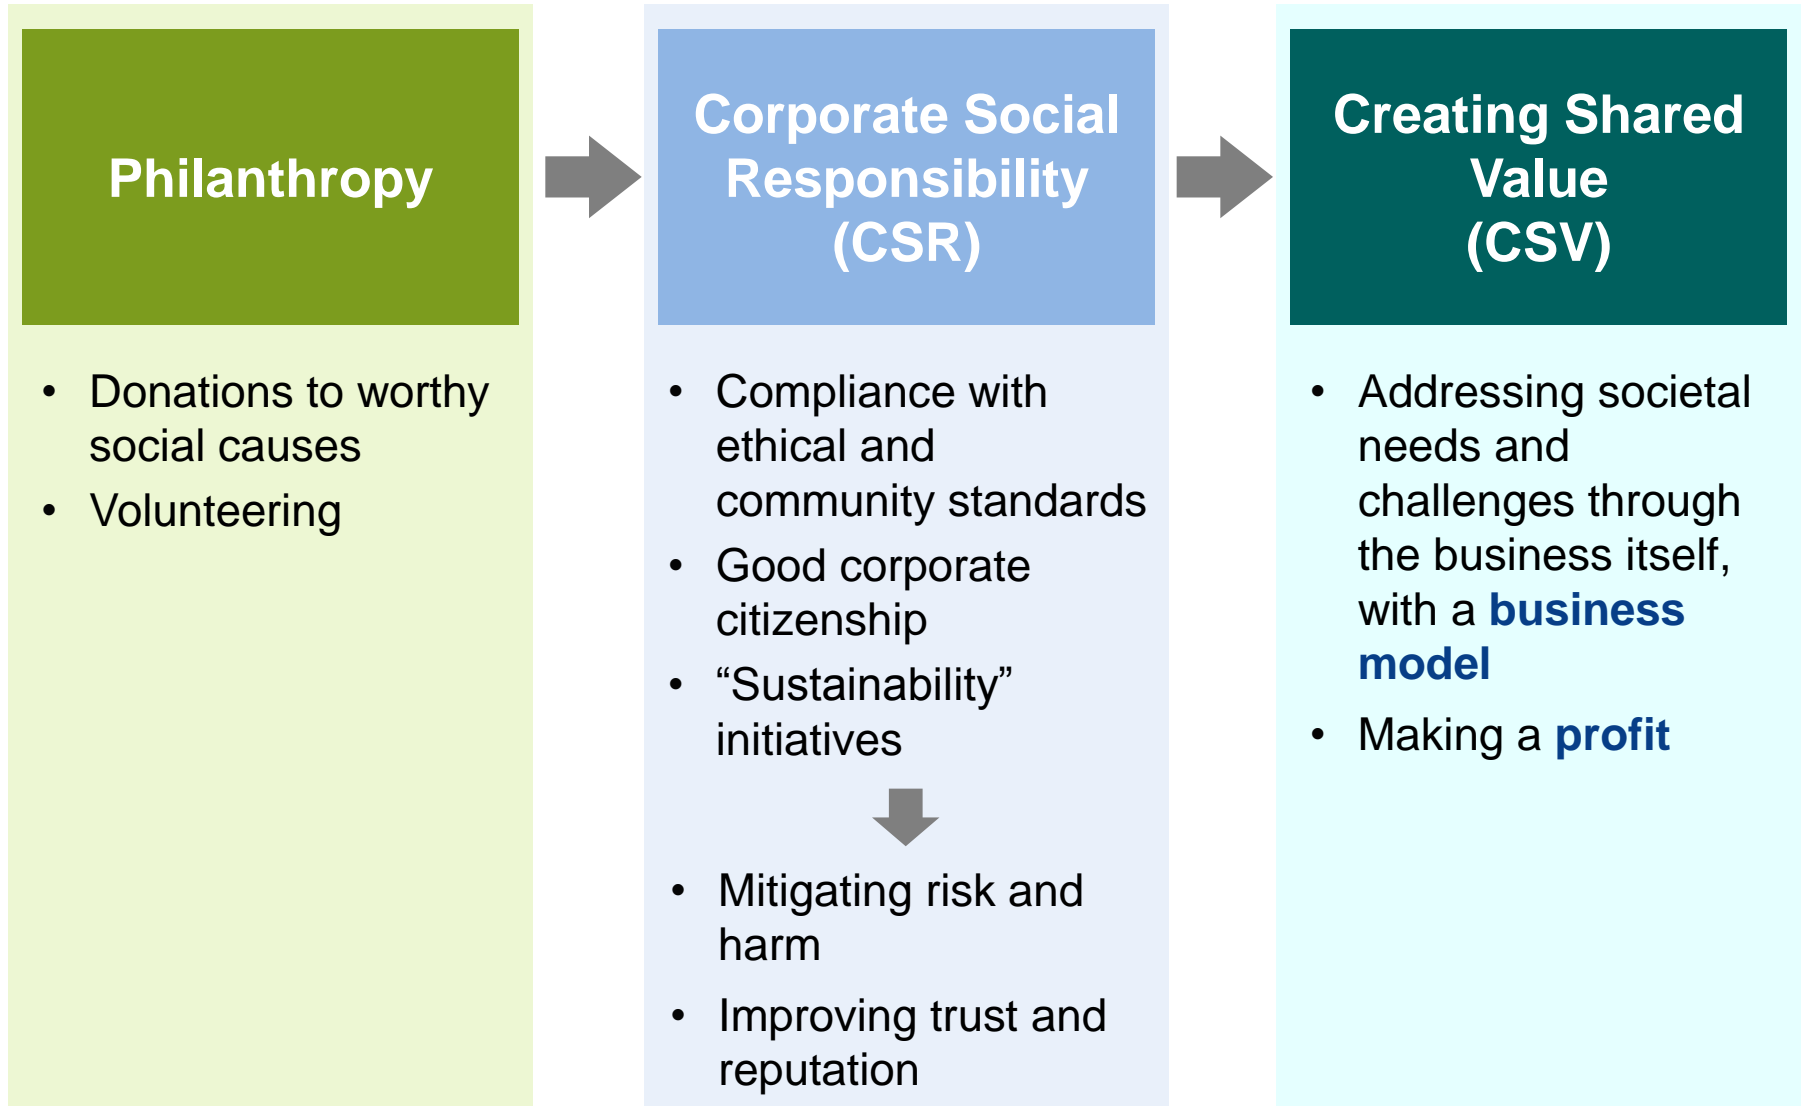 Philanthropy
• Donations to worthy
social causes
• Volunteering
Corporate Social
Responsibility
(CSR)
• Compliance with
ethical and
community standards
• Good corporate
citizenship
• “Sustainability”
initiatives
• Mitigating risk and
harm
• Improving trust and
reputation
Creating Shared
Value
(CSV)
• Addressing societal
needs and
challenges through
the business itself,
with a business
model
• Making a profit